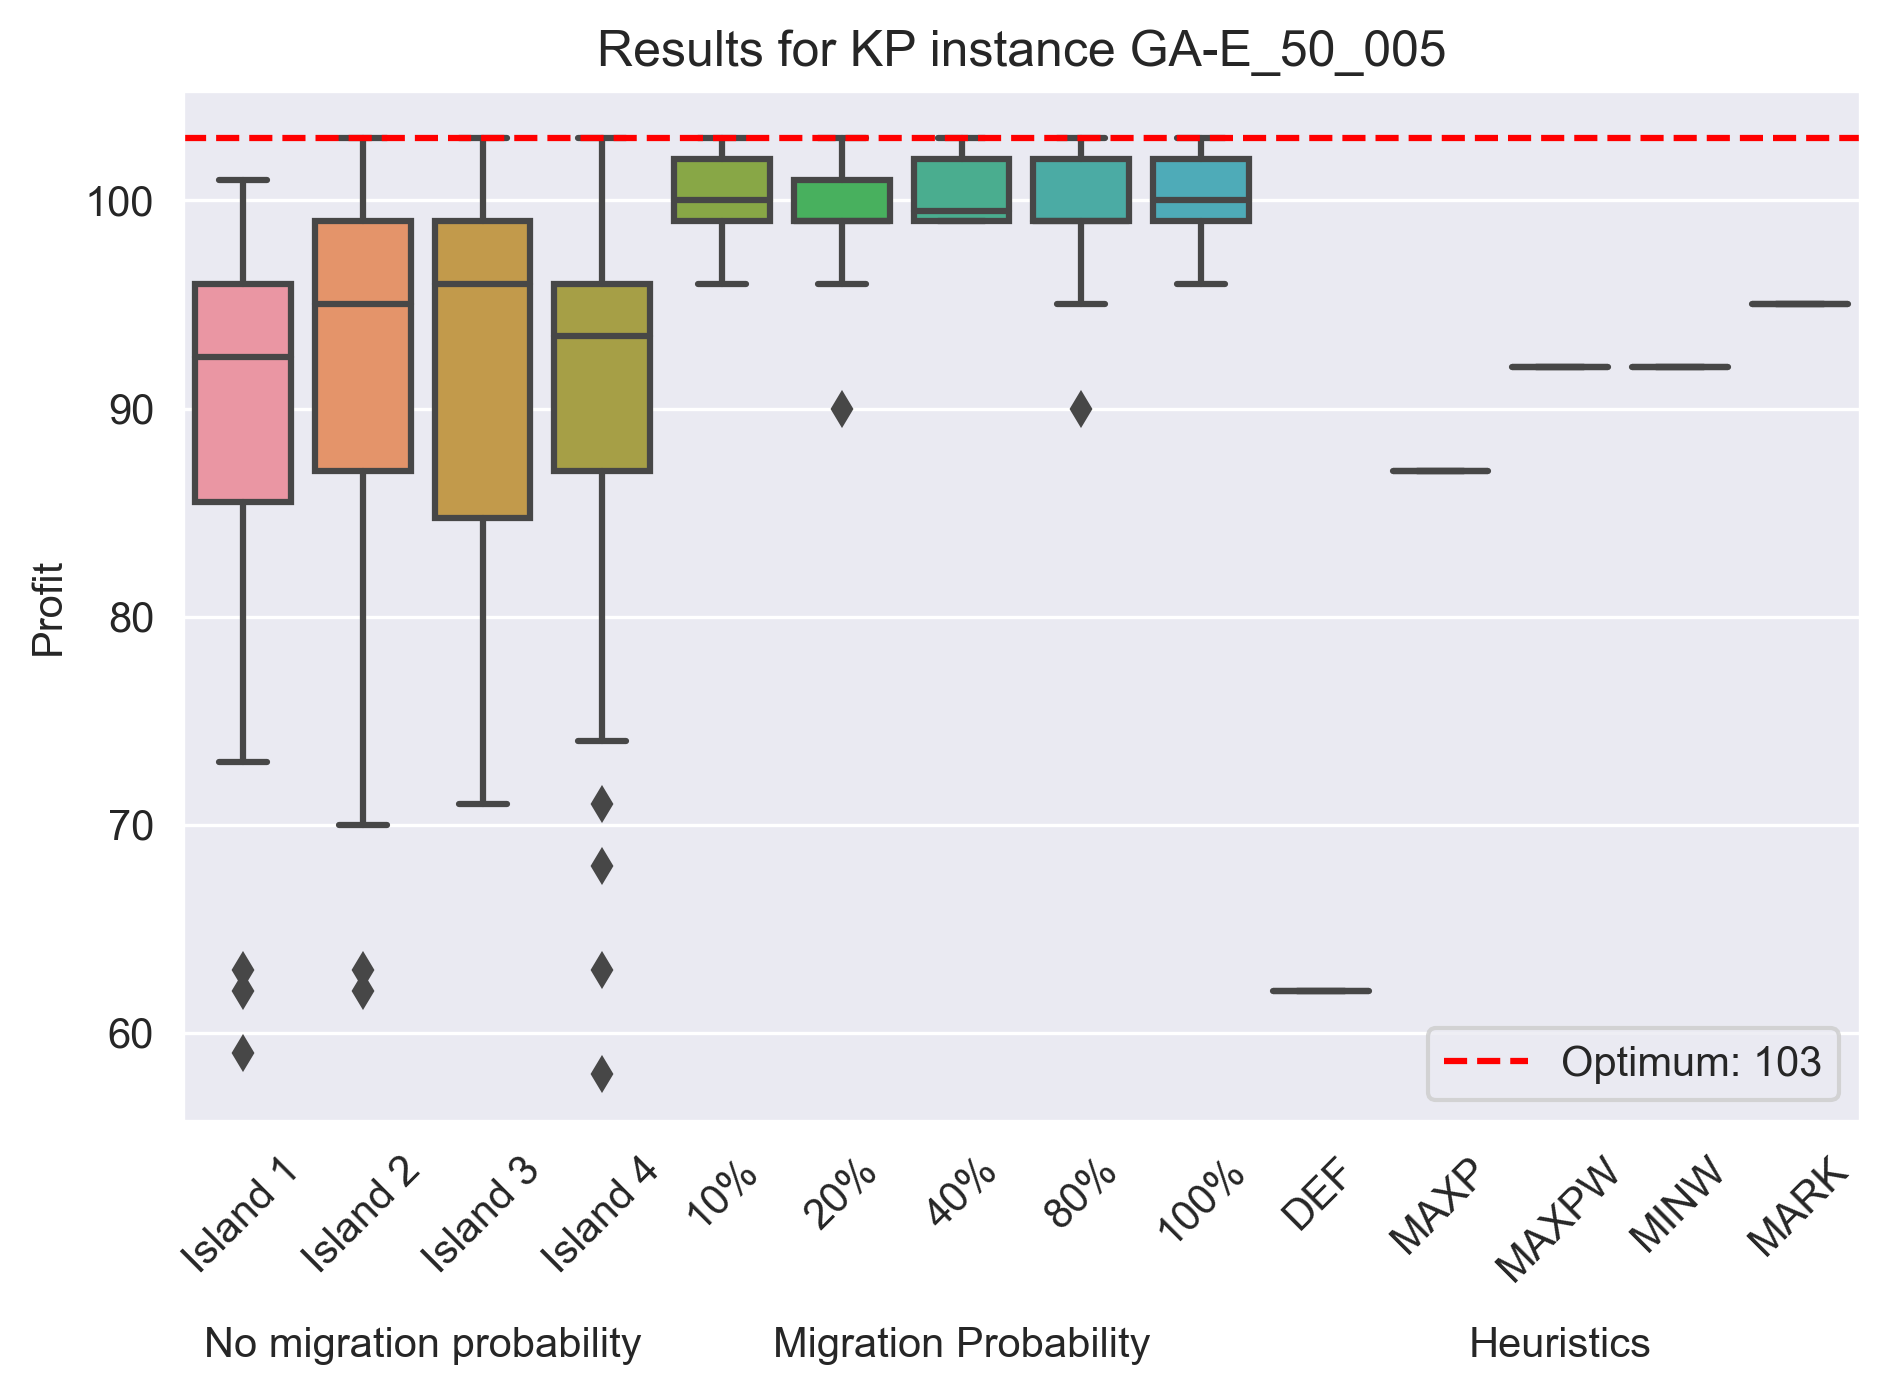 Results for KP instance GA-E_50_005
Profit
100
90
80
70
60
Optimum: 103
Island 1
Island 2
Island 3
Island 4
10%
20%
40%
80%
100%
DEF
MAXP
MAXPW
MINW
MARK
No migration probability
Migration Probability
Heuristics